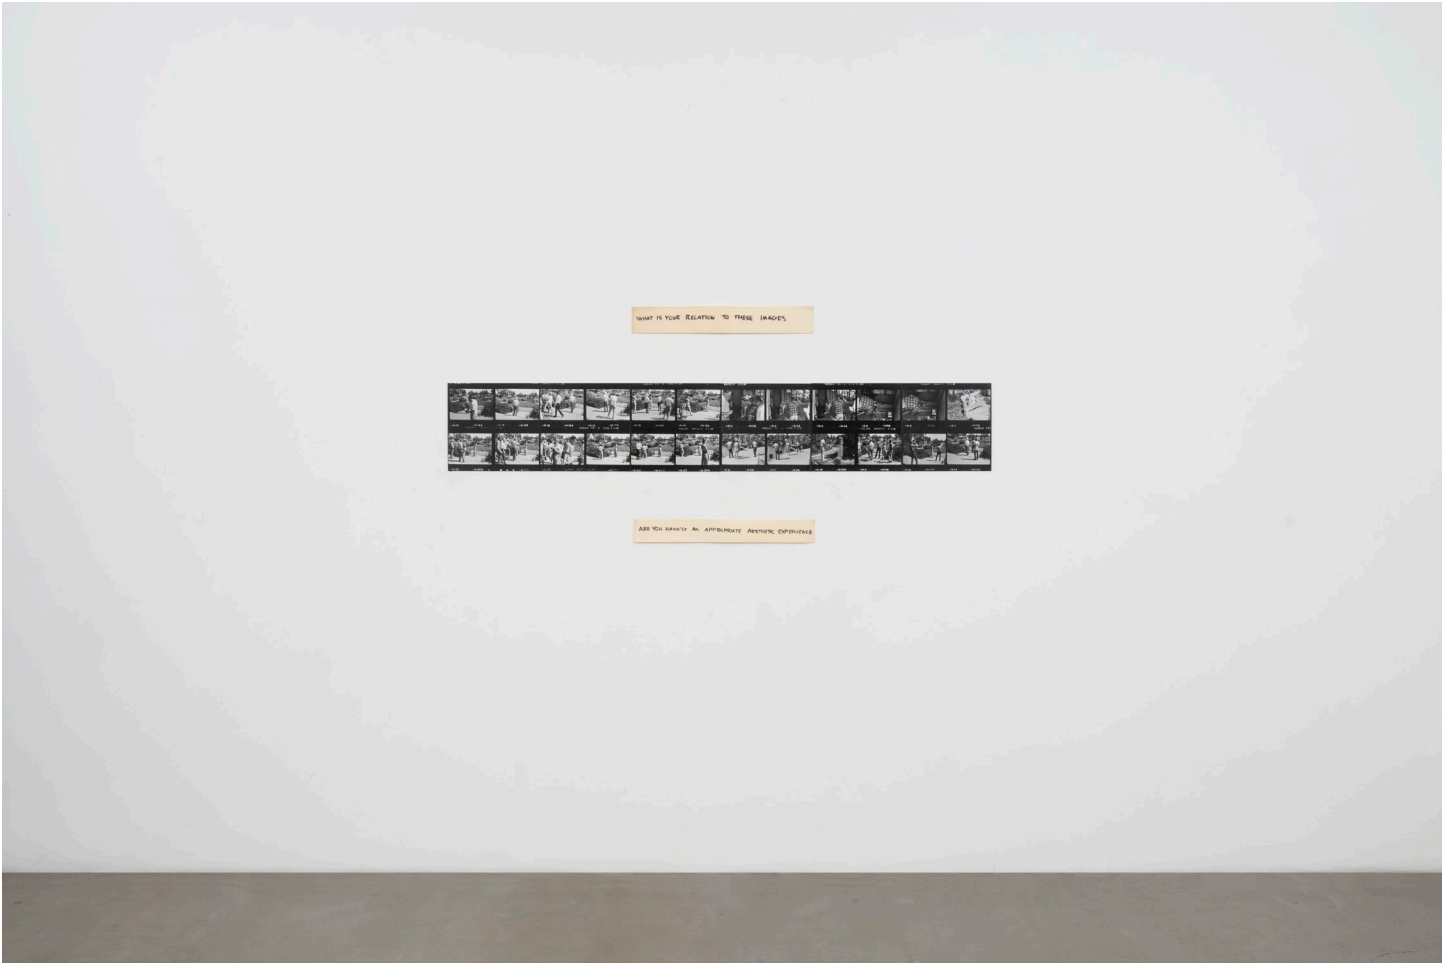 WHAT IS YOUR RELATION TO THESE IMAGES.
ARE YOU HAVING AN APPROPRIATE AESTHETIC EXPERIENCE